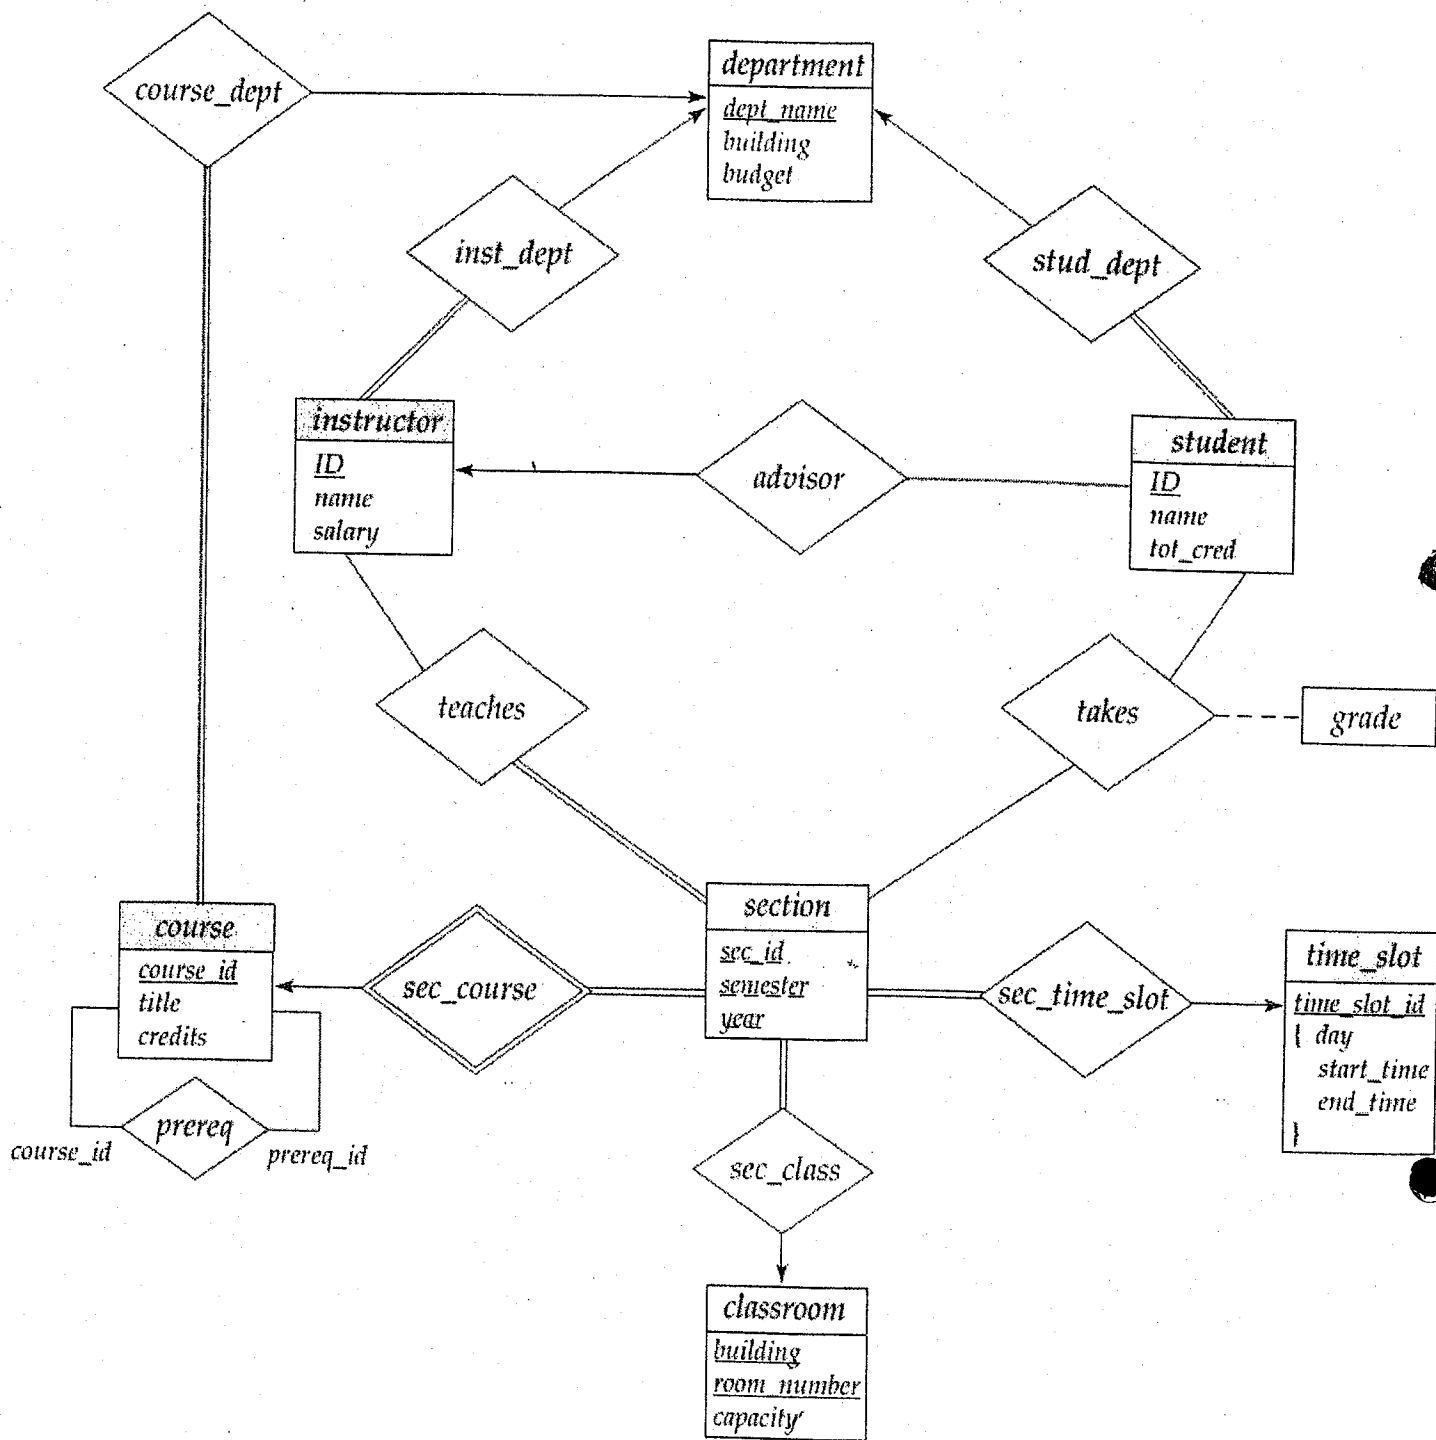 course_dept
department
dept_name
building
budget
inst_dept
stud_dept
instructor
ID
name
salary
advisor
student
ID
name
tot_cred
teaches
takes
grade
course
course_id
title
credits
sec_course
section
sec_id
semester
year
sec_time_slot
time_slot
time_slot_id
{ day
start_time
end_time
}
prereq
course_id
prereq_id
sec_class
classroom
building
room_number
capacity